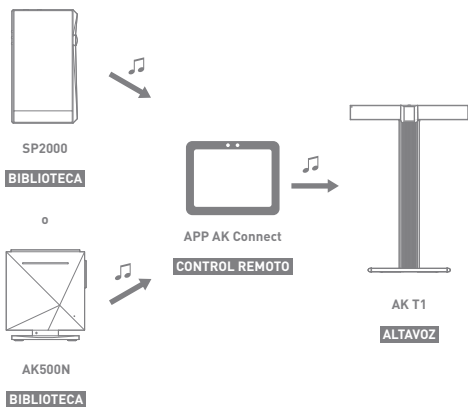 SP2000
BIBLIOTECA
o
AK500N
BIBLIOTECA
APP AK Connect
CONTROL REMOTO
AK T1
ALTAVOZ